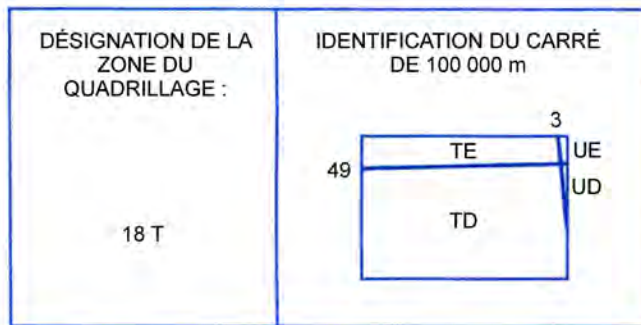 DÉSIGNATION DE LA
ZONE DU
QUADRILLAGE :
18 T
IDENTIFICATION DU CARRÉ
DE 100 000 m
3
TE
UE
49
UD
TD